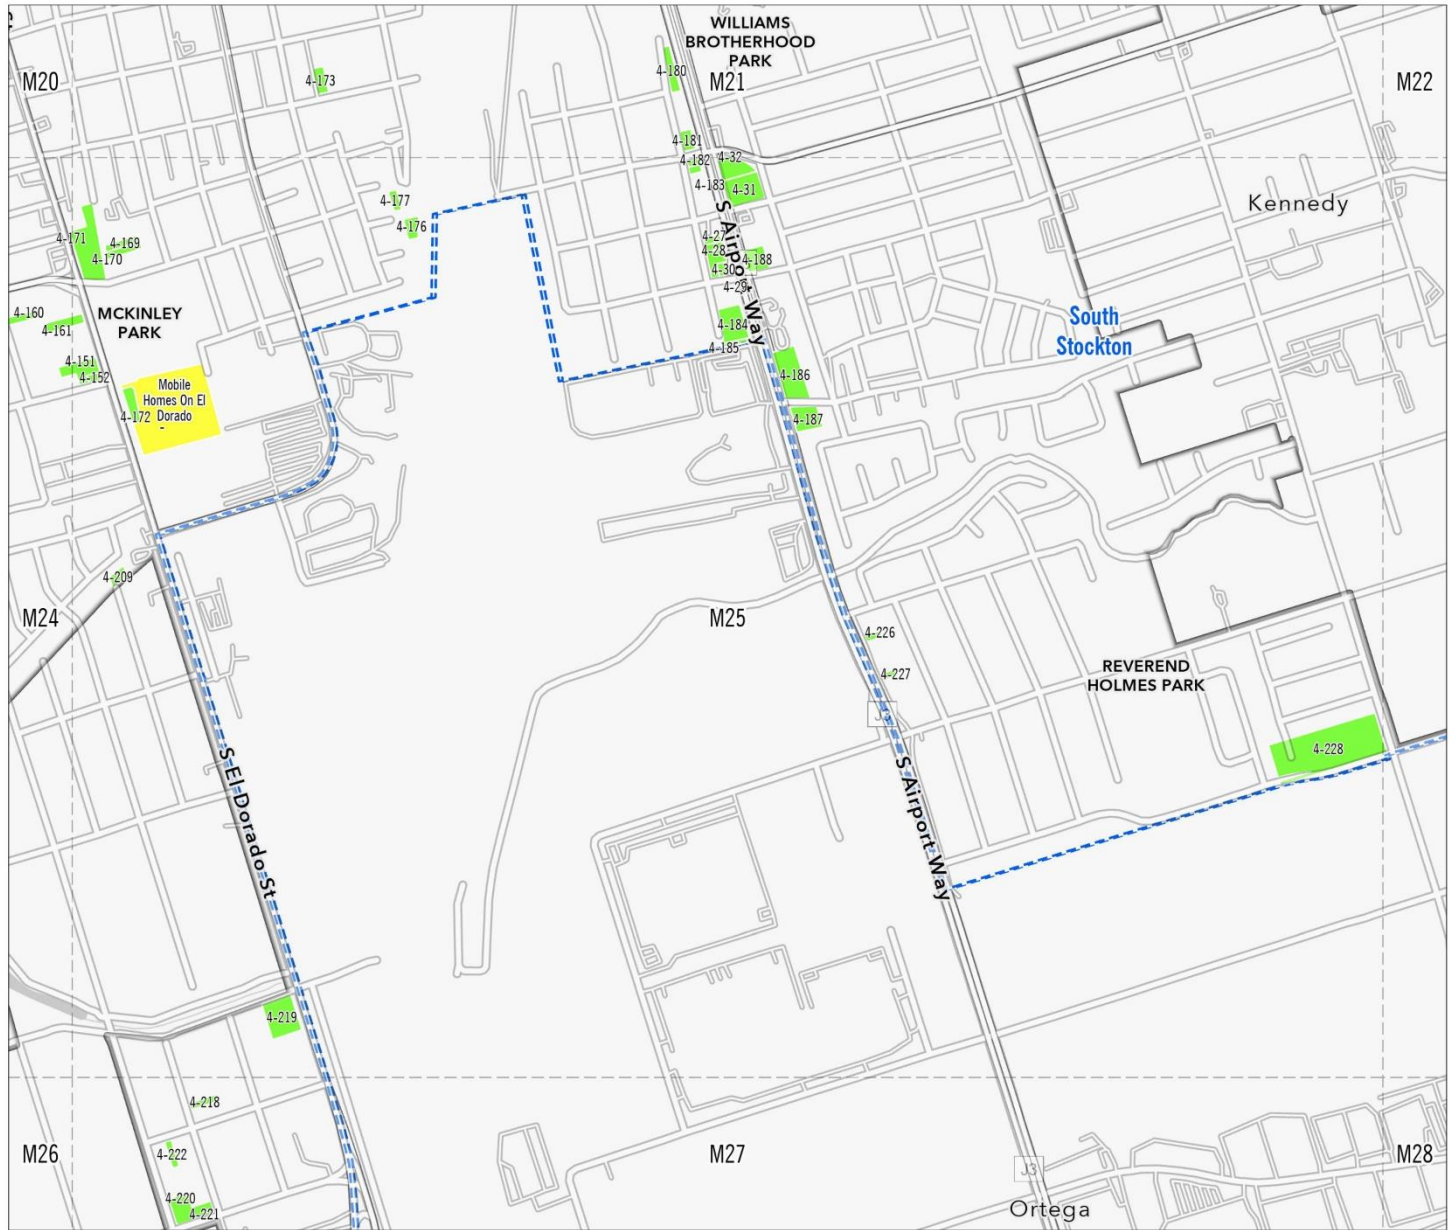 WILLIAMS
BROTHERHOOD
PARK
M20
M21
M22
4-173
4-180
4-181
4-182
4-32
4-183
4-31
4-177
4-176
Kennedy
4-171
4-169
4-170
4-27
4-28
4-188
4-30
4-29
S Airport Way
4-160
4-161
MCKINLEY
PARK
4-184
4-185
South
Stockton
4-151
4-152
4-172
Mobile
Homes On El
Dorado
-
4-186
4-187
4-209
M24
M25
4-226
4-227
REVEREND
HOLMES PARK
4-228
S El Dorado St
S Airport Way
4-219
4-218
4-222
4-220
4-221
M26
M27
M28
J3
Ortega